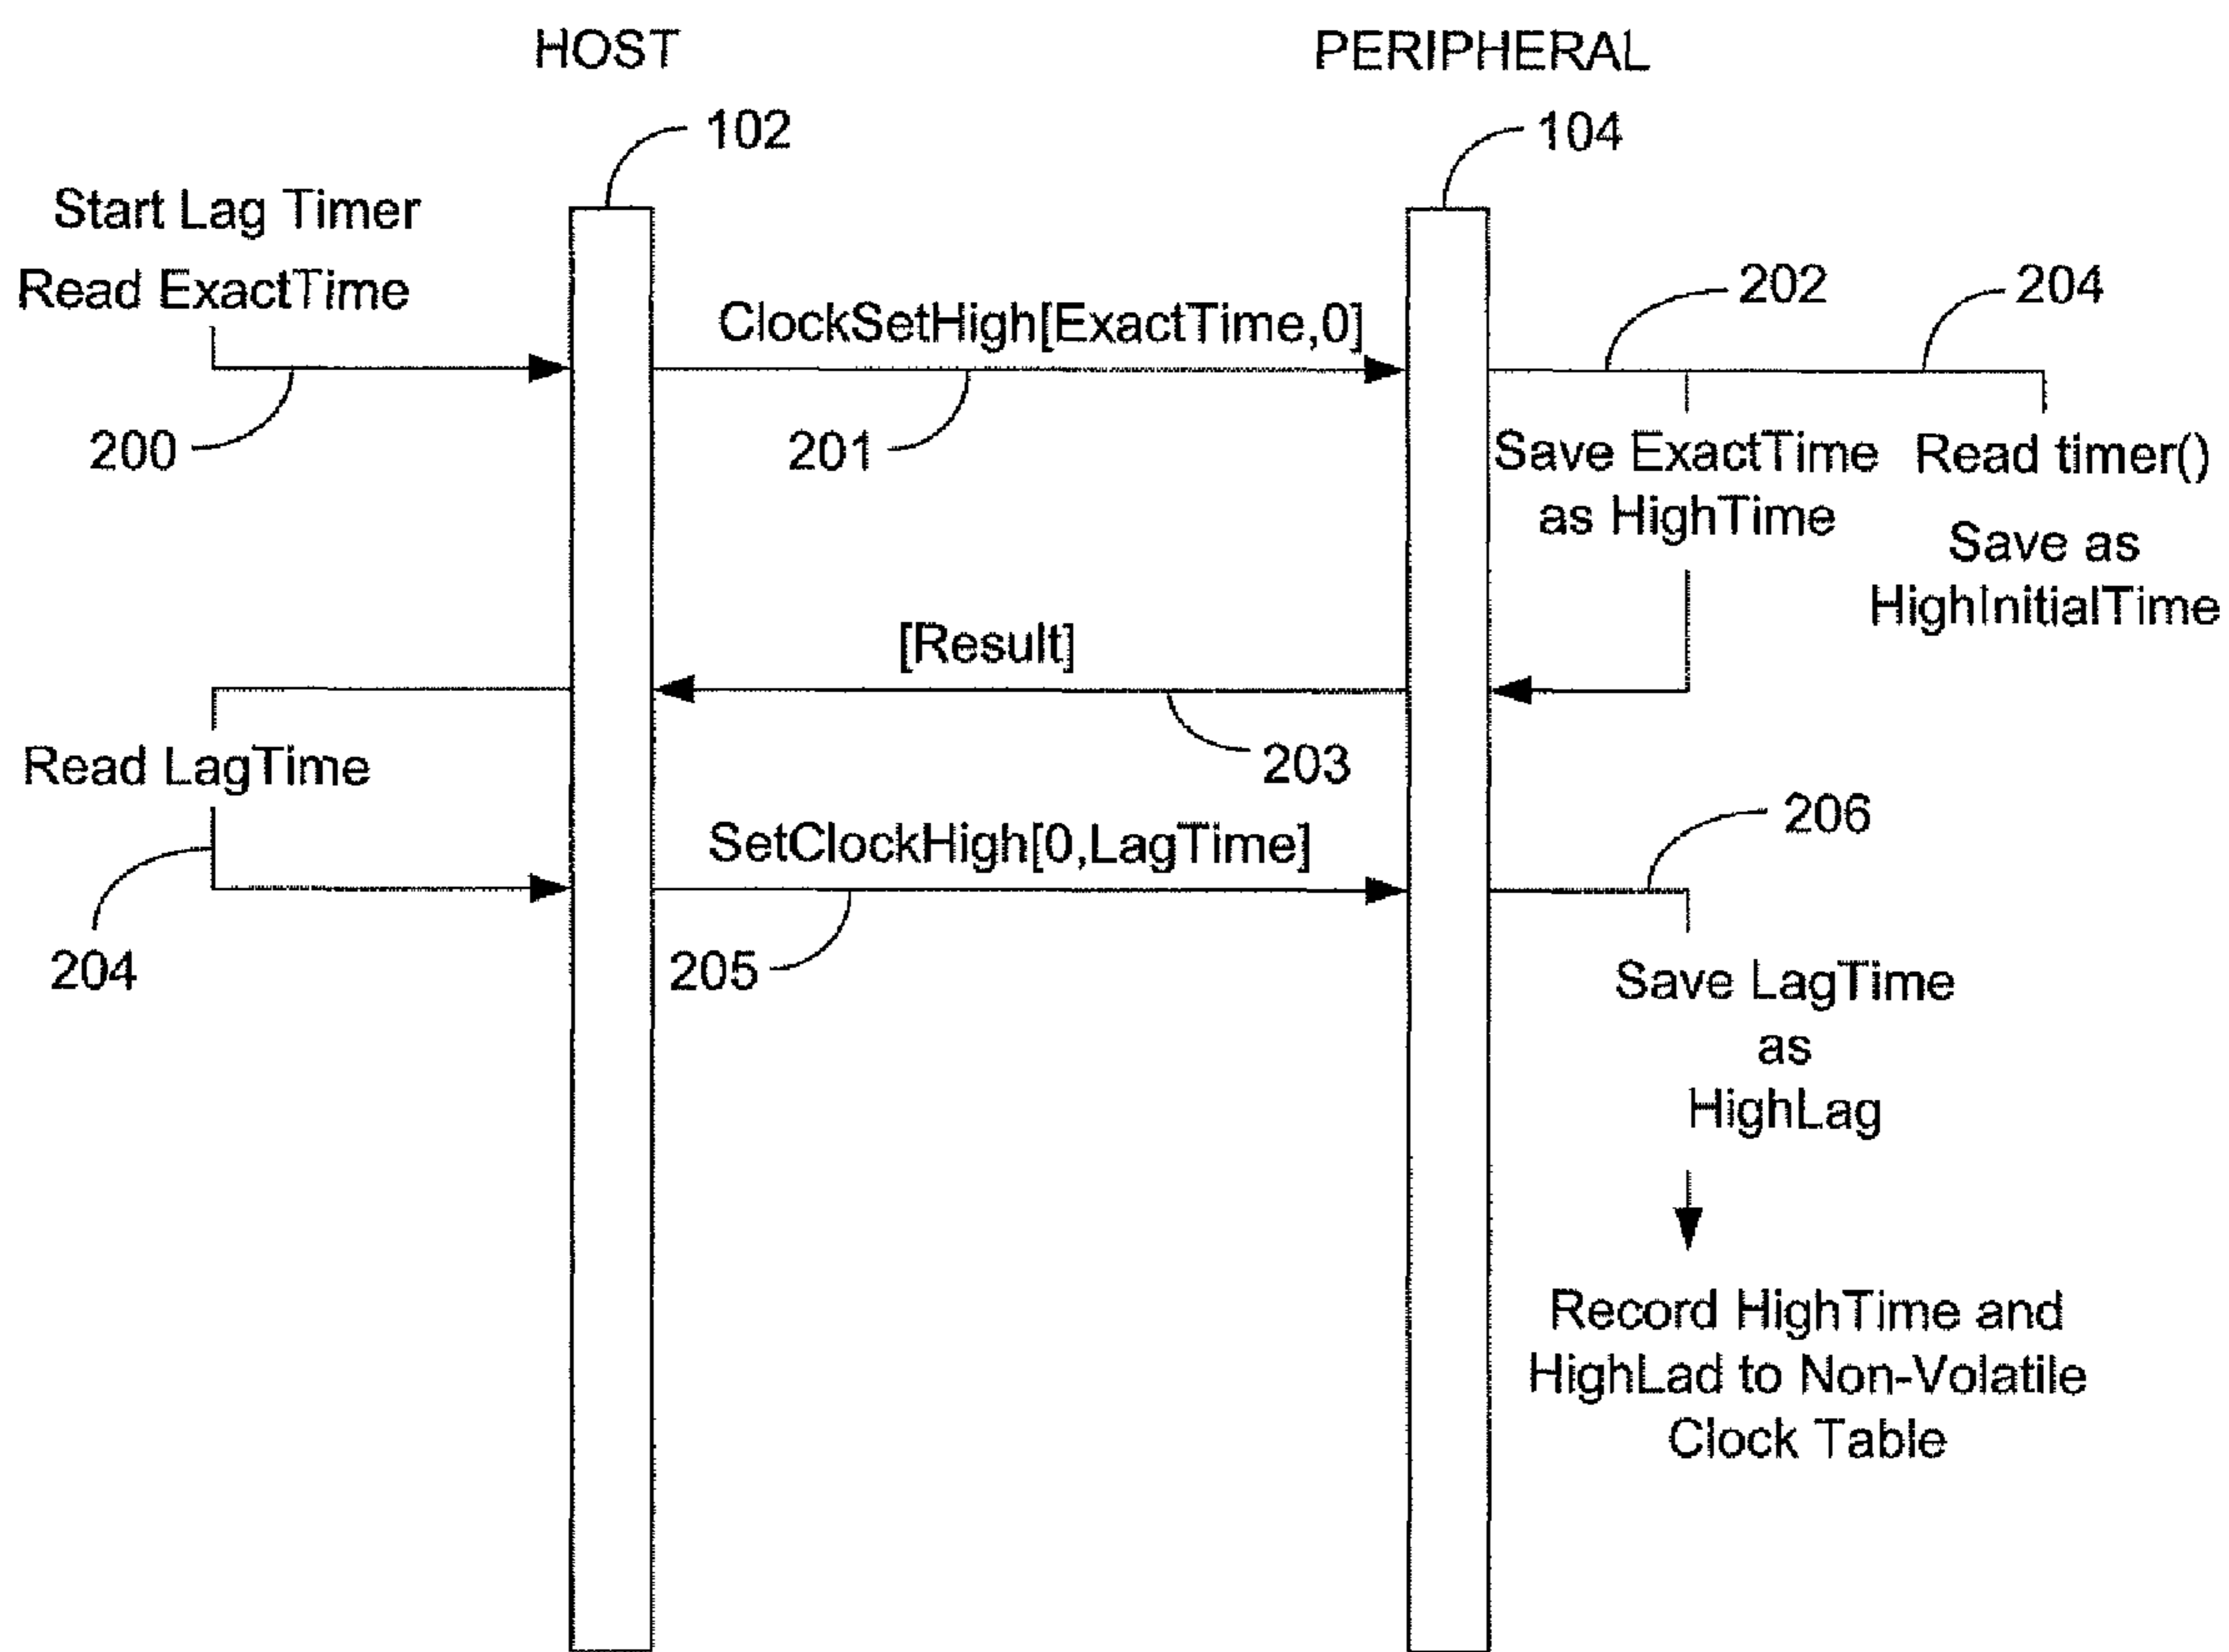 HOST
PERIPHERAL
102
104
Start Lag Timer
Read ExactTime
ClockSetHigh[ExactTime,0]
202
204
200
201
Save ExactTime
as HighTime
Read timer()
Save as
HighInitialTime
[Result]
203
Read LagTime
SetClockHigh[0,LagTime]
206
204
205
Save LagTime
as
HighLag
Record HighTime and
HighLad to Non-Volatile
Clock Table